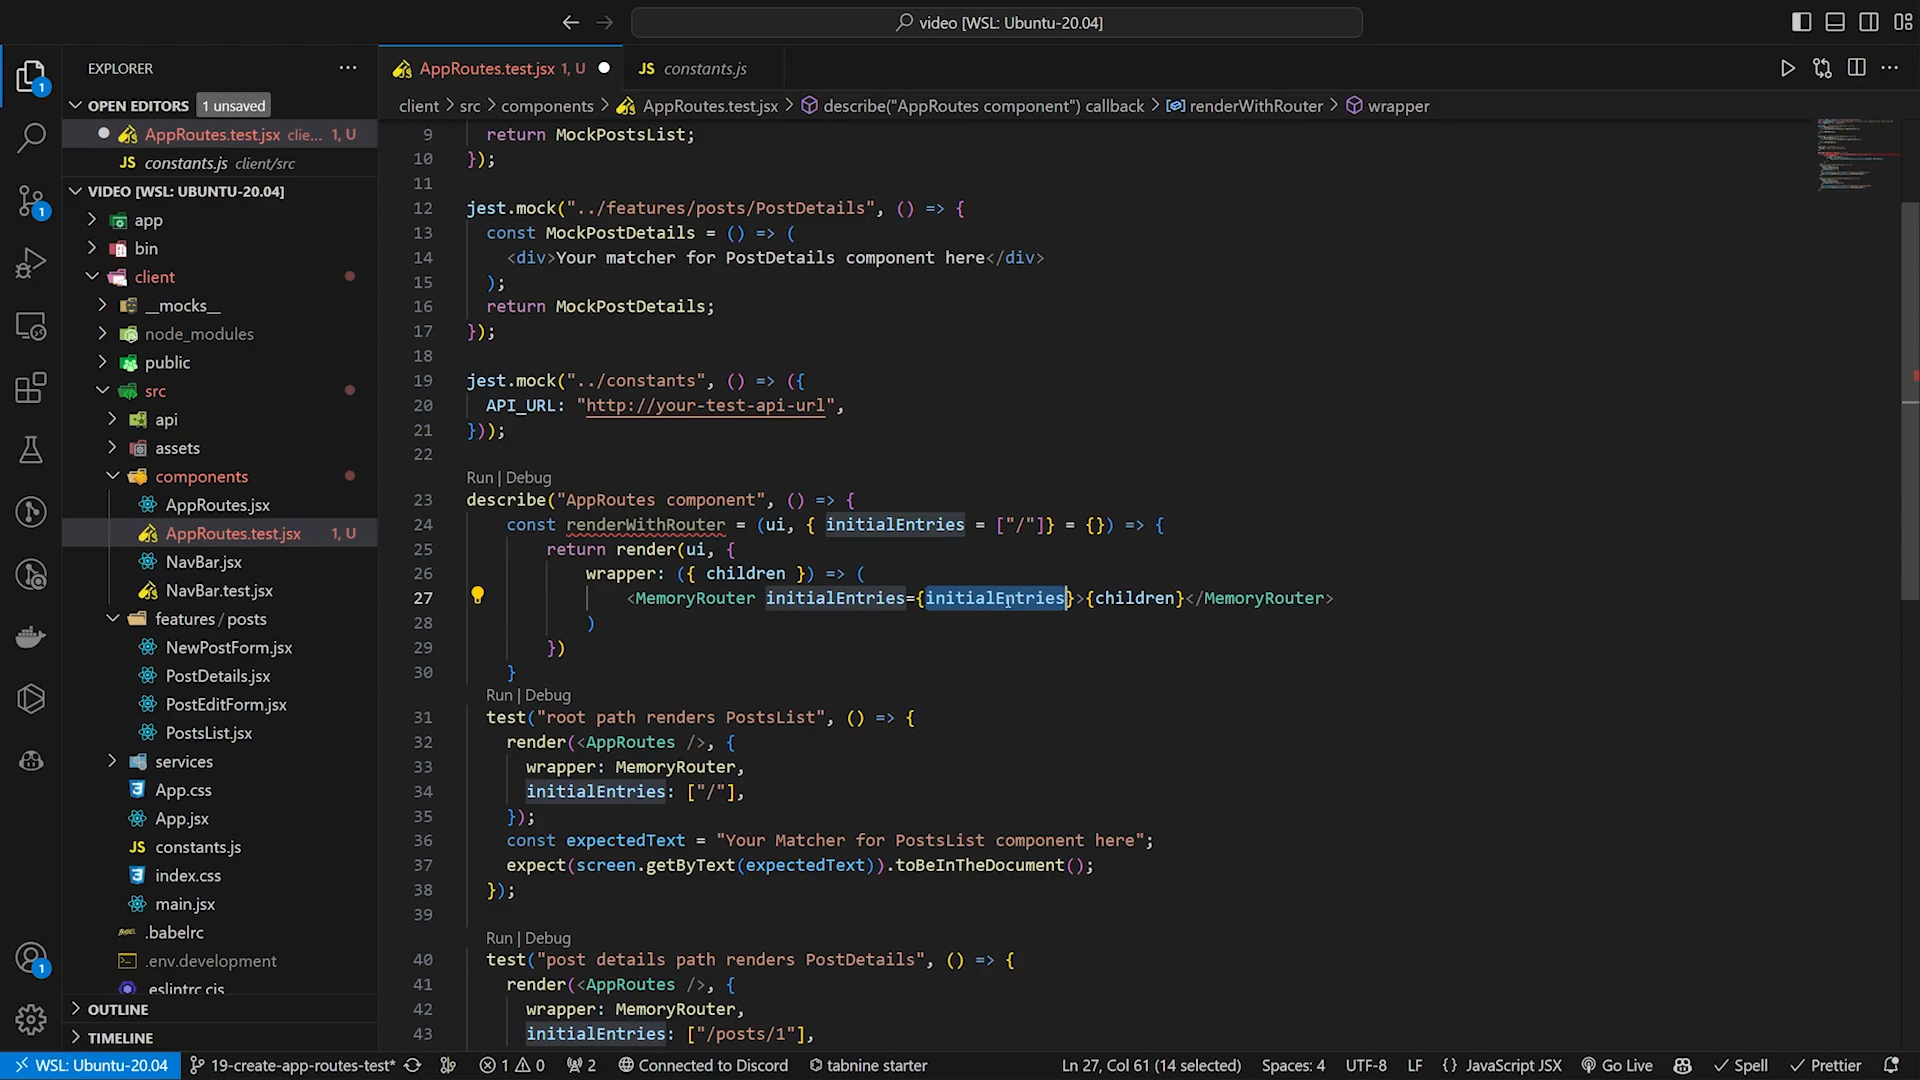 video [WSL: Ubuntu-20.04]
EXPLORER
OPEN EDITORS 1 unsaved
AppRoutes.test.jsx clie... 1, U
constants.js client/src
VIDEO [WSL: UBUNTU-20.04]
app
bin
client
__mocks__
node_modules
public
src
api
assets
components
AppRoutes.jsx
AppRoutes.test.jsx 1, U
NavBar.jsx
NavBar.test.jsx
features/posts
NewPostForm.jsx
PostDetails.jsx
PostEditForm.jsx
PostsList.jsx
services
App.css
App.jsx
constants.js
index.css
main.jsx
.babelrc
.env.development
.eslintrc.cjs
OUTLINE
TIMELINE
AppRoutes.test.jsx 1, U
JS constants.js
client > src > components > AppRoutes.test.jsx > describe("AppRoutes component") callback > renderWithRouter > wrapper
9 return MockPostsList;
10 });
11
12 jest.mock("../features/posts/PostDetails", () => {
13 const MockPostDetails = () => (
14 <div>Your matcher for PostDetails component here</div>
15 );
16 return MockPostDetails;
17 });
18
19 jest.mock("../constants", () => ({
20 API_URL: "http://your-test-api-url",
21 }));
22
Run | Debug
23 describe("AppRoutes component", () => {
24 const renderWithRouter = (ui, { initialEntries = ["/"]} = {}) => {
25 return render(ui, {
26 wrapper: ({ children }) => (
27 <MemoryRouter initialEntries={initialEntries}>{children}</MemoryRouter>
28 )
29 })
30 }
Run | Debug
31 test("root path renders PostsList", () => {
32 render(<AppRoutes />, {
33 wrapper: MemoryRouter,
34 initialEntries: ["/"],
35 });
36 const expectedText = "Your Matcher for PostsList component here";
37 expect(screen.getByText(expectedText)).toBeInTheDocument();
38 });
39
Run | Debug
40 test("post details path renders PostDetails", () => {
41 render(<AppRoutes />, {
42 wrapper: MemoryRouter,
43 initialEntries: ["/posts/1"],
WSL: Ubuntu-20.04 19-create-app-routes-test* 1 0 2 Connected to Discord tabnine starter Ln 27, Col 61 (14 selected) Spaces: 4 UTF-8 LF {} JavaScript JSX Go Live Spell Prettier